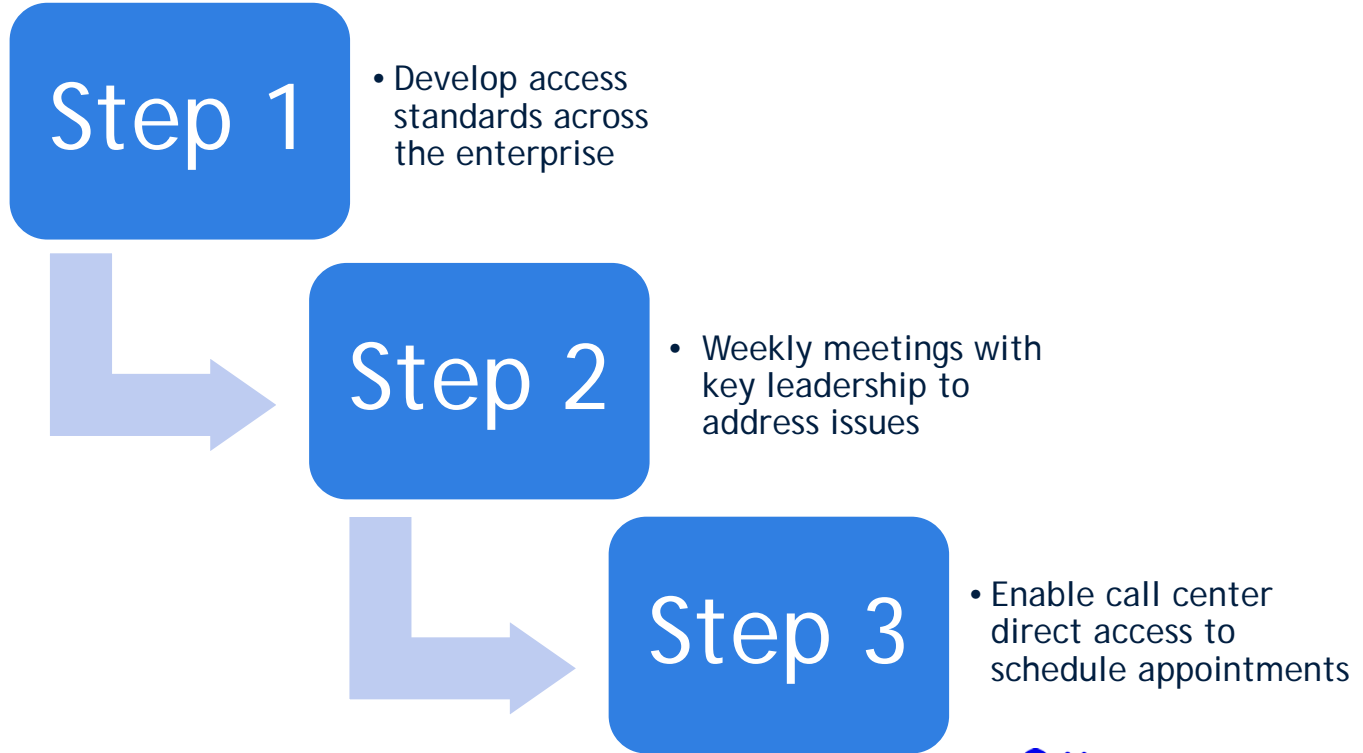 Step 1
• Develop access
standards across
the enterprise
Step 2
• Weekly meetings with
key leadership to
address issues
Step 3
• Enable call center
direct access to
schedule appointments